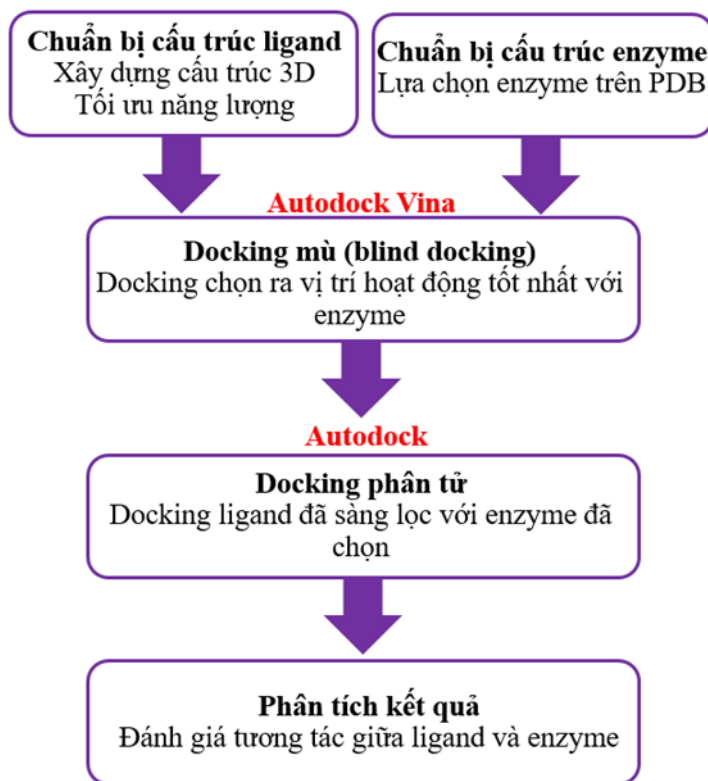 Chuẩn bị cấu trúc ligand
Xây dựng cấu trúc 3D
Tối ưu năng lượng
Chuẩn bị cấu trúc enzyme
Lựa chọn enzyme trên PDB
Autodock Vina
Docking mù (blind docking)
Docking chọn ra vị trí hoạt động tốt nhất với
enzyme
Autodock
Docking phân tử
Docking ligand đã sàng lọc với enzyme đã
chọn
Phân tích kết quả
Đánh giá tương tác giữa ligand và enzyme